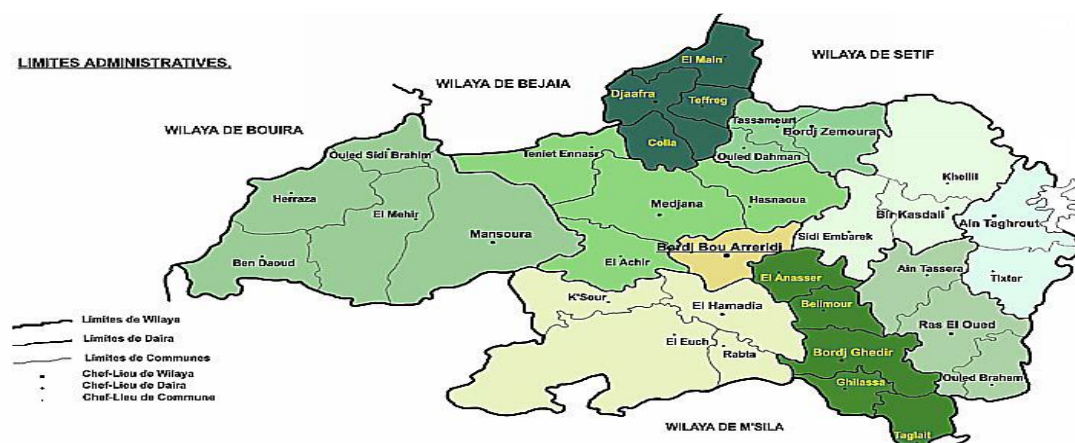 LIMITES ADMINISTRATIVES.
WILAYA DE BEJAIA
WILAYA DE SETIF
WILAYA DE BOUIRA
El Main
Djaafra
Teffreg
Colla
Tassameurt
Bordj Zemoura
Ouled Dahman
Teniet Ennasr
Ouled Sidi Brahim
Herraza
El Mehir
Mansoura
Ben Daoud
Medjana
Hasnaoua
El Achir
Khellil
Bir Kasdali
Sidi Embarek
Ain Taghrout
Tixter
Bordj Bou Arreridj
El Anasser
Ain Tassera
K'Sour
El Hamadia
Belimour
Ras El Oued
El Euch
Rabta
Bordj Ghedir
Ghilassa
Ouled Braham
Taglait
WILAYA DE M'SILA
Limites de Wilaya
Limites de Daira
Limites de Communes
Chef-Lieu de Wilaya
Chef-Lieu de Daira
Chef-Lieu de Commune